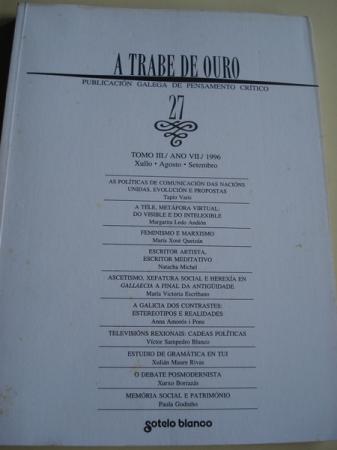 A TRABE DE OURO
PUBLICACIÓN GALEGA DE PENSAMENTO CRÍTICO
27
TOMO III./ ANO VII./ 1996
Xullo • Agosto • Setembro
AS POLÍTICAS DE COMUNICACIÓN DAS NACIÓNS
UNIDAS. EVOLUCIÓN E PROPOSTAS
Tapio Varis
A TELE, METÁFORA VIRTUAL:
DO VISIBLE E DO INTELEXIBLE
Margarita Ledo Andión
FEMINISMO E MARXISMO
María Xosé Queizán
ESCRITOR ARTISTA,
ESCRITOR MEDITATIVO
Natacha Michel
ASCETISMO, XEFATURA SOCIAL E HEREXÍA EN
GALLAECIA A FINAL DA ANTIGÜIDADE
María Victoria Escribano
A GALICIA DOS CONTRASTES:
ESTEREOTIPOS E REALIDADES
Anna Amorós i Pons
TELEVISIÓNS REXIONAIS: CADEAS POLÍTICAS
Víctor Sampedro Blanco
ESTUDIO DE GRAMÁTICA EN TUI
Xulián Maure Rivas
O DEBATE POSMODERNISTA
Xurxo Borrazás
MEMORIA SOCIAL E PATRIMONIO
Paula Godinho
sotelo blanco